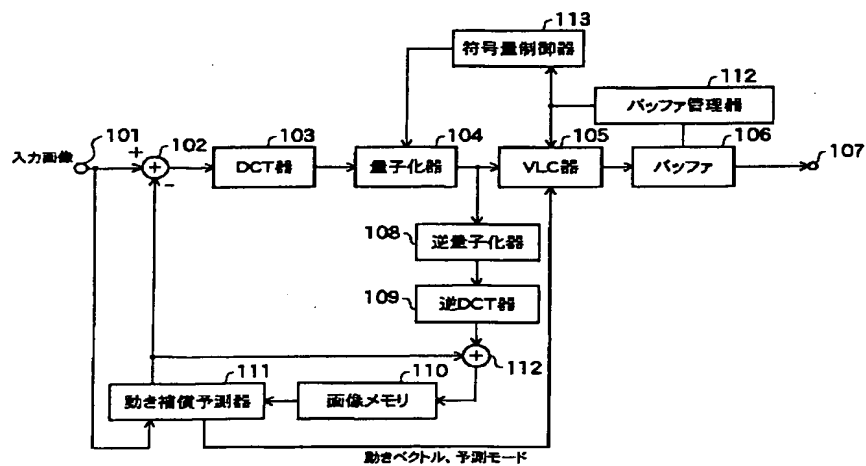 113
符号量制御器
112
バッファ管理器
101
入力画像
+
102
-
103
DCT器
104
量子化器
105
VLC器
106
バッファ
107
108
逆量子化器
109
逆DCT器
+
112
111
動き補償予測器
110
画像メモリ
動きベクトル、予測モード